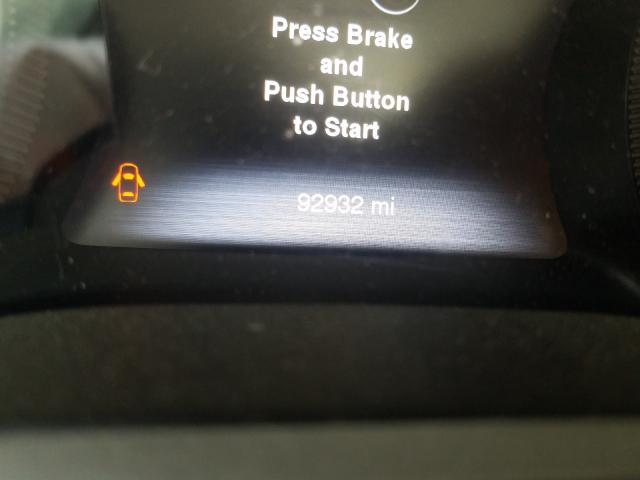 Press Brake
and
Push Button
to Start
92932 mi